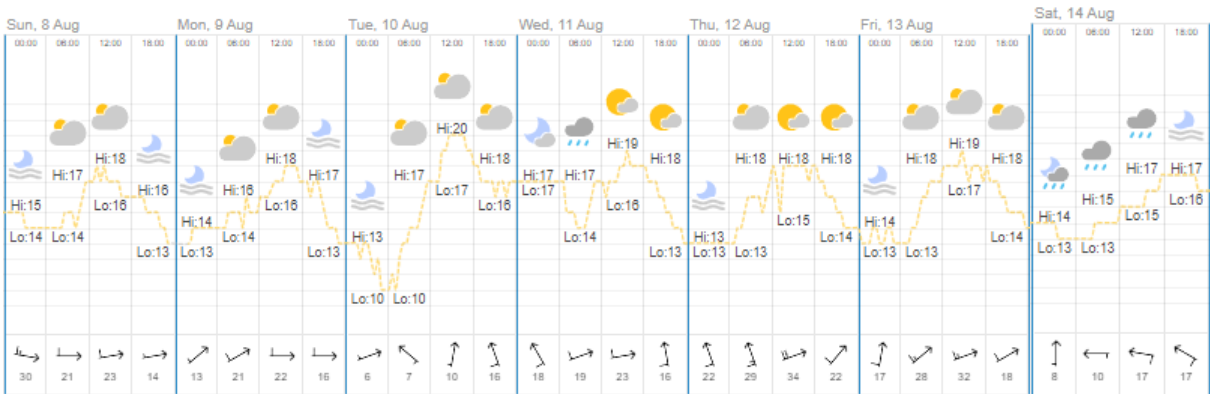 Sun, 8 Aug Mon, 9 Aug Tue, 10 Aug Wed, 11 Aug Thu, 12 Aug Fri, 13 Aug Sat, 14 Aug
00:00 06:00 12:00 18:00 00:00 06:00 12:00 18:00 00:00 06:00 12:00 18:00 00:00 06:00 12:00 18:00 00:00 06:00 12:00 18:00 00:00 06:00 12:00 18:00 00:00 06:00 12:00 18:00
Hi:15 Hi:17 Hi:18 Hi:16 Hi:14 Hi:16 Hi:18 Hi:17 Hi:13 Hi:17 Hi:20 Hi:18 Hi:17 Hi:17 Hi:19 Hi:18 Hi:13 Hi:18 Hi:18 Hi:18 Hi:14 Hi:18 Hi:19 Hi:18 Hi:14 Hi:15 Hi:17 Hi:17
Lo:14 Lo:14 Lo:16 Lo:13 Lo:13 Lo:14 Lo:16 Lo:13 Lo:10 Lo:10 Lo:17 Lo:16 Lo:17 Lo:14 Lo:16 Lo:13 Lo:13 Lo:13 Lo:15 Lo:14 Lo:13 Lo:13 Lo:17 Lo:14 Lo:13 Lo:13 Lo:15 Lo:16
30 21 23 14 13 21 22 16 6 7 10 16 18 19 23 16 22 29 34 22 17 28 32 18 8 10 17 17